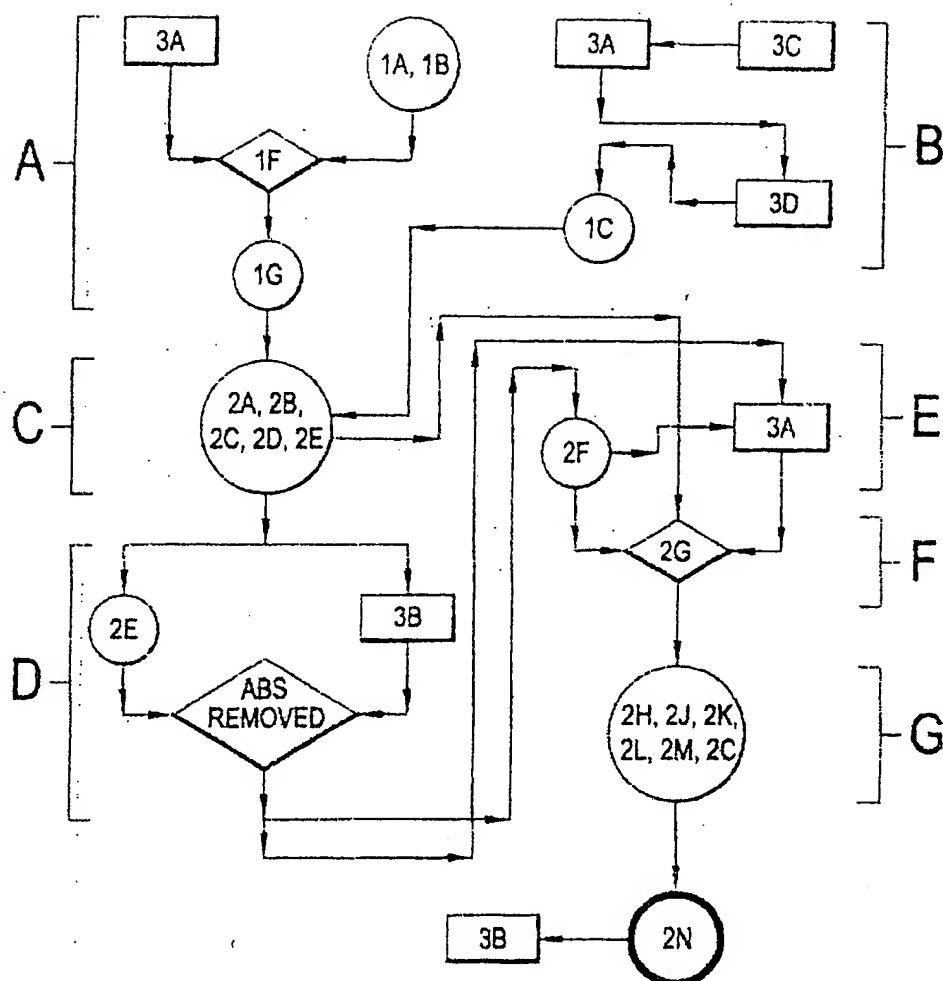 3A
1A, 1B
3A
3C
A
B
1F
3D
1C
1G
C
2A, 2B,
2C, 2D, 2E
3A
E
2F
2G
F
2E
3B
D
ABS
REMOVED
2H, 2J, 2K,
2L, 2M, 2C
G
3B
2N